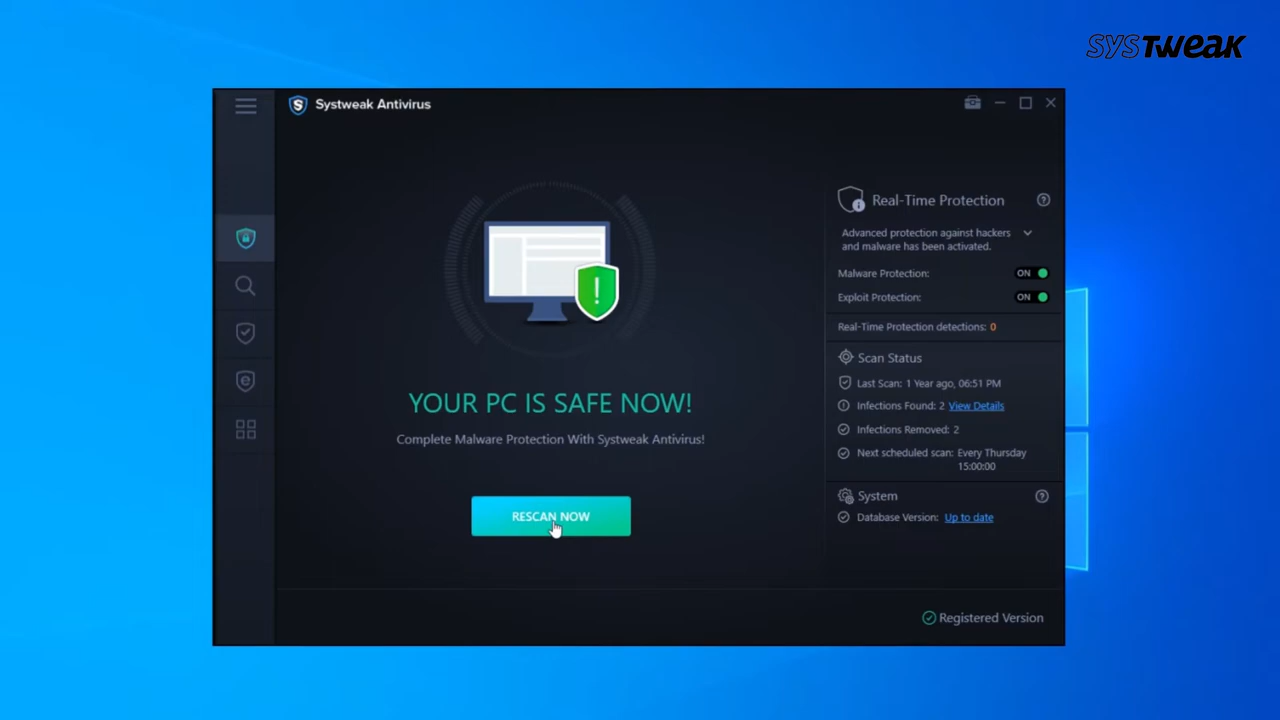 SYSTweak
Systweak Antivirus
YOUR PC IS SAFE NOW!
Complete Malware Protection With Systweak Antivirus!
RESCAN NOW
Real-Time Protection
Advanced protection against hackers
and malware has been activated.
Malware Protection: ON
Exploit Protection: ON
Real-Time Protection detections: 0
Scan Status
Last Scan: 1 Year ago, 06:51 PM
Infections Found: 2 View Details
Infections Removed: 2
Next scheduled scan: Every Thursday
15:00:00
System
Database Version: Up to date
Registered Version